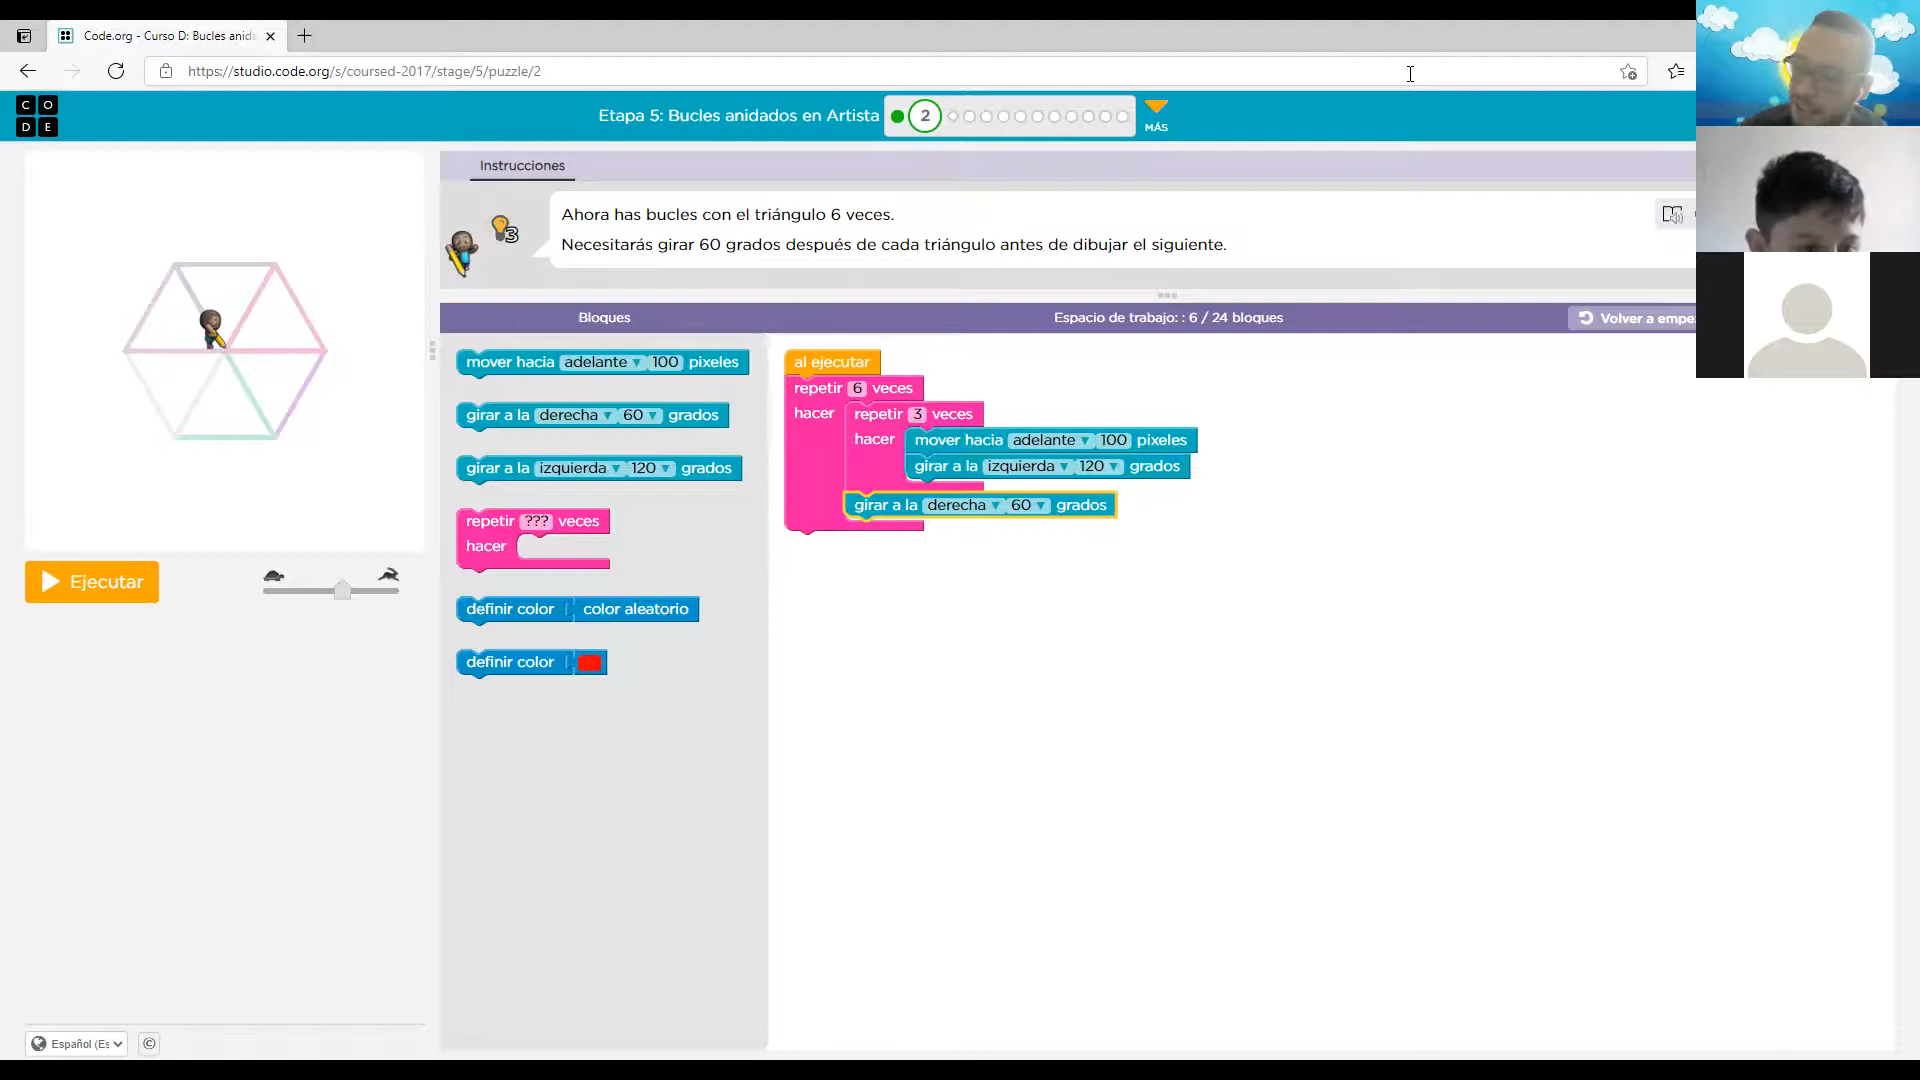 Code.org - Curso D: Bucles anida
https://studio.code.org/s/coursed-2017/stage/5/puzzle/2
C O
D E
Etapa 5: Bucles anidados en Artista
2
MÁS
Instrucciones
3
Ahora has bucles con el triángulo 6 veces.
Necesitarás girar 60 grados después de cada triángulo antes de dibujar el siguiente.
Bloques
Espacio de trabajo: : 6 / 24 bloques
Volver a empe
mover hacia adelante 100 pixeles
girar a la derecha 60 grados
girar a la izquierda 120 grados
repetir ??? veces
hacer
definir color color aleatorio
definir color
al ejecutar
repetir 6 veces
hacer repetir 3 veces
hacer mover hacia adelante 100 pixeles
girar a la izquierda 120 grados
girar a la derecha 60 grados
Ejecutar
Español (Es
©